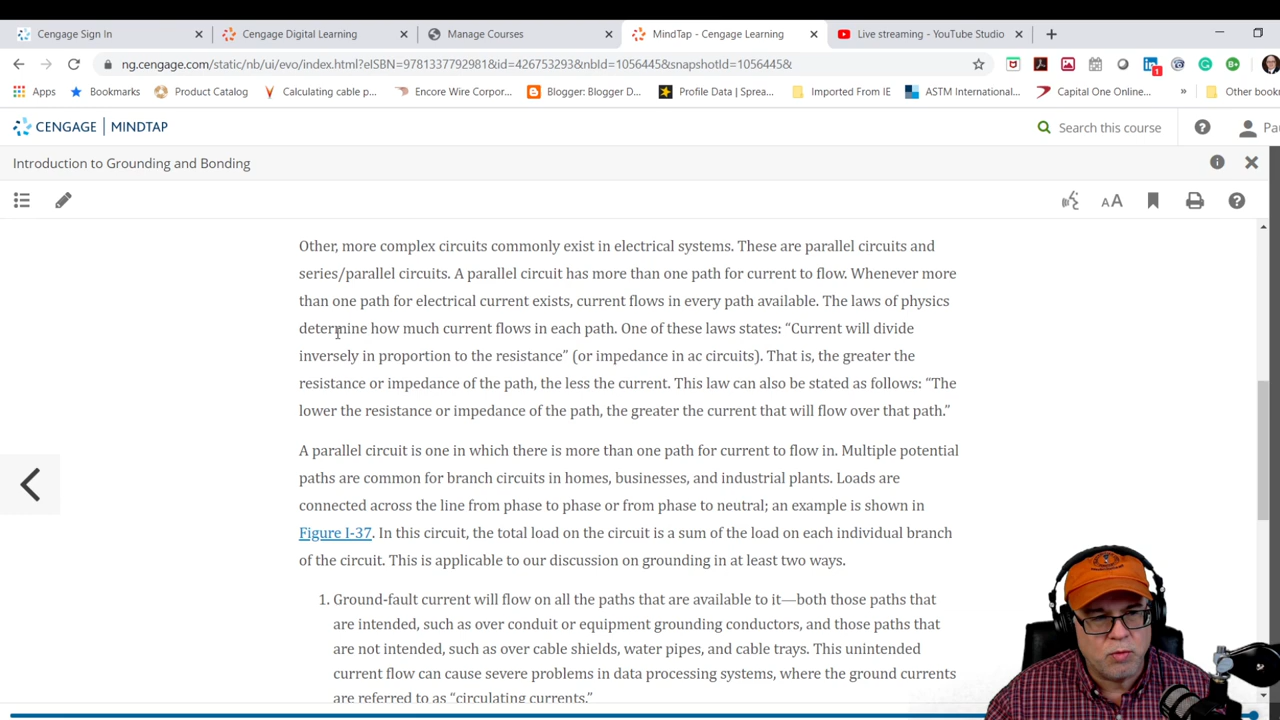 Cengage Sign In
Cengage Digital Learning
Manage Courses
MindTap - Cengage Learning
Live streaming - YouTube Studio
ng.cengage.com/static/nb/ui/evo/index.html?eISBN=9781337792981&id=426753293&nbId=1056445&snapshotId=1056445&
1
Apps
Bookmarks
Product Catalog
Calculating cable p...
Encore Wire Corpor...
Blogger: Blogger D...
Profile Data | Sprea...
Imported From IE
ASTM International...
Capital One Online...
»
Other book
CENGAGE | MINDTAP
Search this course
Pau
Introduction to Grounding and Bonding
AA
Other, more complex circuits commonly exist in electrical systems. These are parallel circuits and
series/parallel circuits. A parallel circuit has more than one path for current to flow. Whenever more
than one path for electrical current exists, current flows in every path available. The laws of physics
determine how much current flows in each path. One of these laws states: “Current will divide
inversely in proportion to the resistance” (or impedance in ac circuits). That is, the greater the
resistance or impedance of the path, the less the current. This law can also be stated as follows: “The
lower the resistance or impedance of the path, the greater the current that will flow over that path.”
A parallel circuit is one in which there is more than one path for current to flow in. Multiple potential
paths are common for branch circuits in homes, businesses, and industrial plants. Loads are
connected across the line from phase to phase or from phase to neutral; an example is shown in
Figure I-37. In this circuit, the total load on the circuit is a sum of the load on each individual branch
of the circuit. This is applicable to our discussion on grounding in at least two ways.
1. Ground-fault current will flow on all the paths that are available to it—both those paths that
are intended, such as over conduit or equipment grounding conductors, and those paths that
are not intended, such as over cable shields, water pipes, and cable trays. This unintended
current flow can cause severe problems in data processing systems, where the ground currents
are referred to as “circulating currents.”